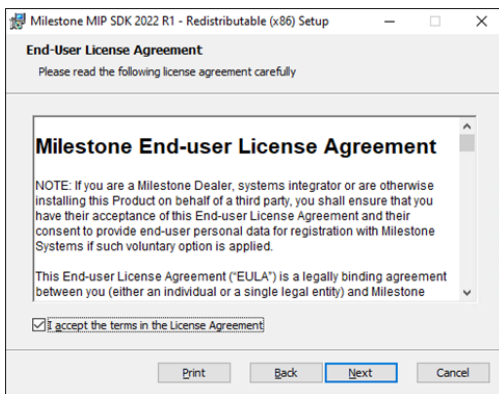 Milestone MIP SDK 2022 R1 - Redistributable (x86) Setup
End-User License Agreement
Please read the following license agreement carefully
Milestone End-user License Agreement
NOTE: If you are a Milestone Dealer, systems integrator or are otherwise
installing this Product on behalf of a third party, you shall ensure that you
have their acceptance of this End-user License Agreement and their
consent to provide end-user personal data for registration with Milestone
Systems if such voluntary option is applied.
This End-user License Agreement (“EULA”) is a legally binding agreement
between you (either an individual or a single legal entity) and Milestone
I accept the terms in the License Agreement
Print Back Next Cancel